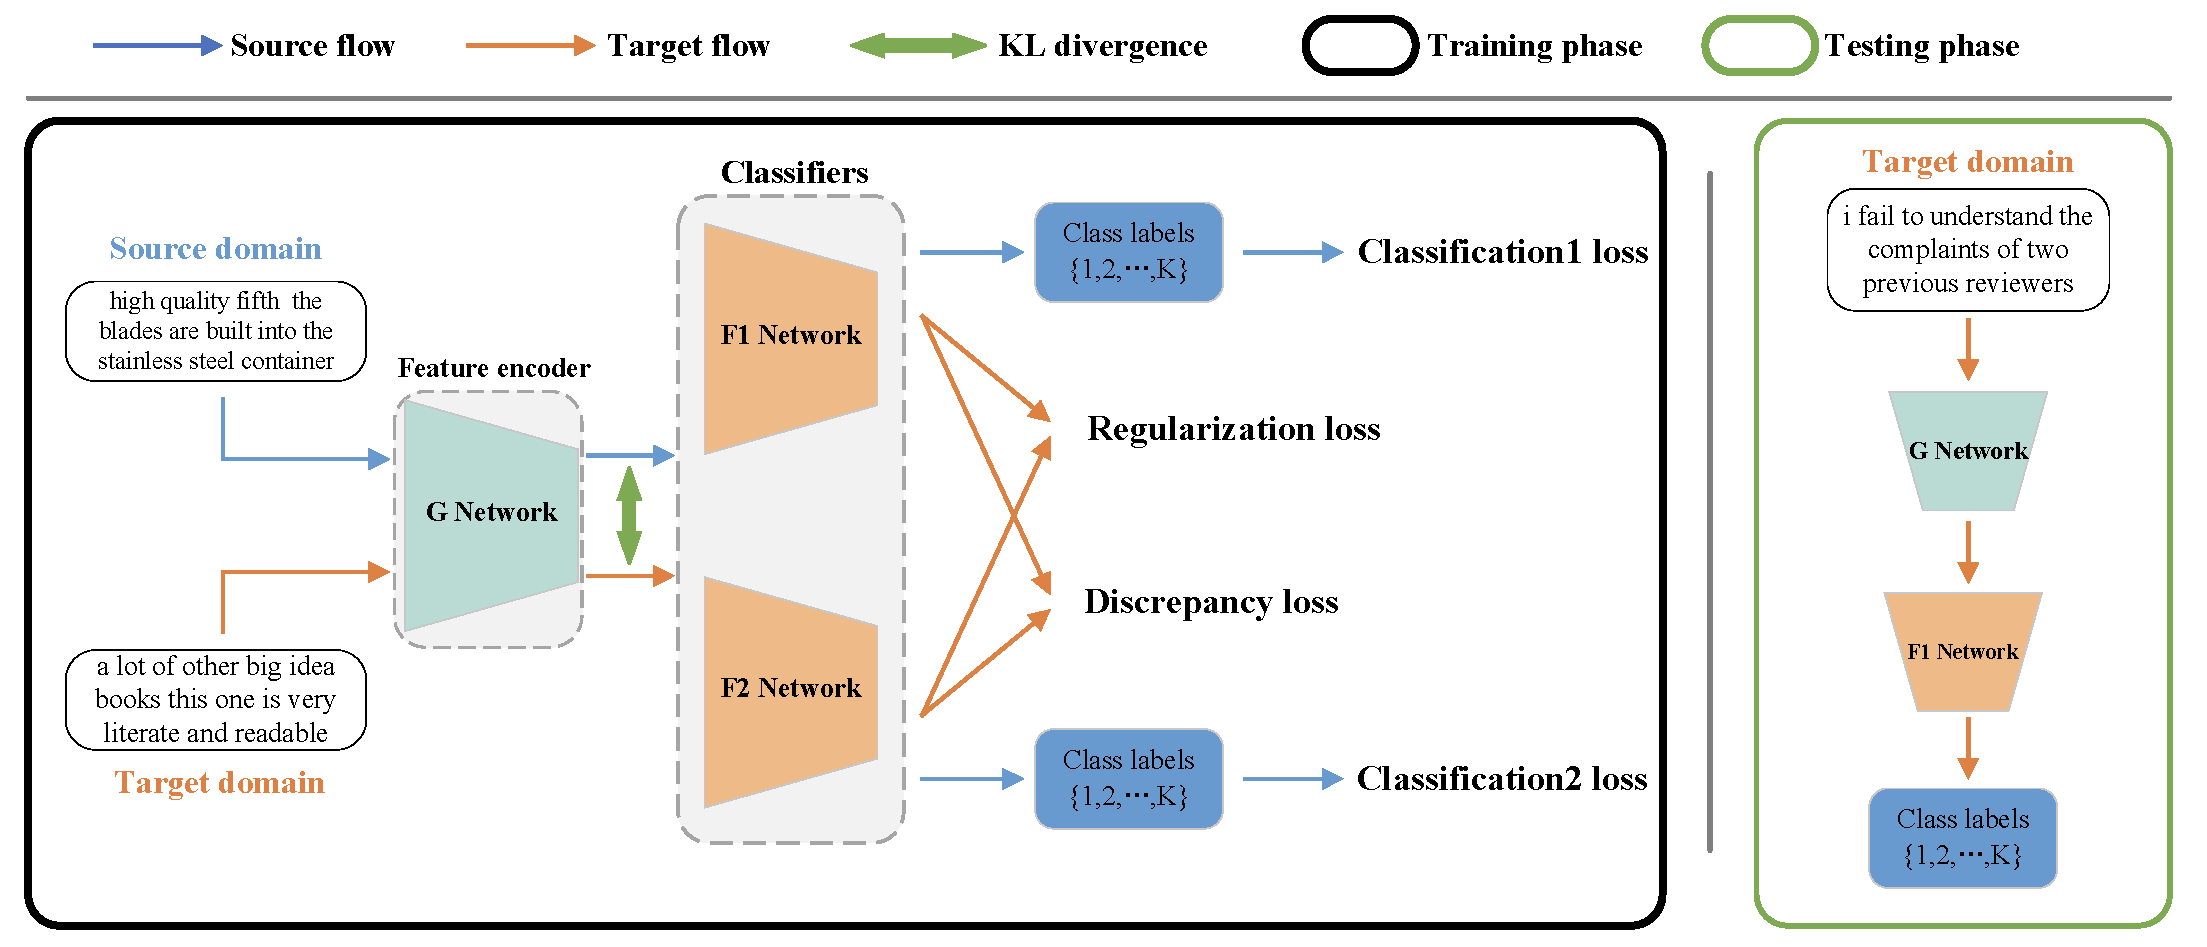 Source flow
Target flow
KL divergence
Training phase
Testing phase
Classifiers
Source domain
high quality fifth the
blades are built into the
stainless steel container
Feature encoder
G Network
a lot of other big idea
books this one is very
literate and readable
Target domain
F1 Network
F2 Network
Class labels
{1,2,⋯,K}
Classification1 loss
Regularization loss
Discrepancy loss
Class labels
{1,2,⋯,K}
Classification2 loss
Target domain
i fail to understand the
complaints of two
previous reviewers
G Network
F1 Network
Class labels
{1,2,⋯,K}